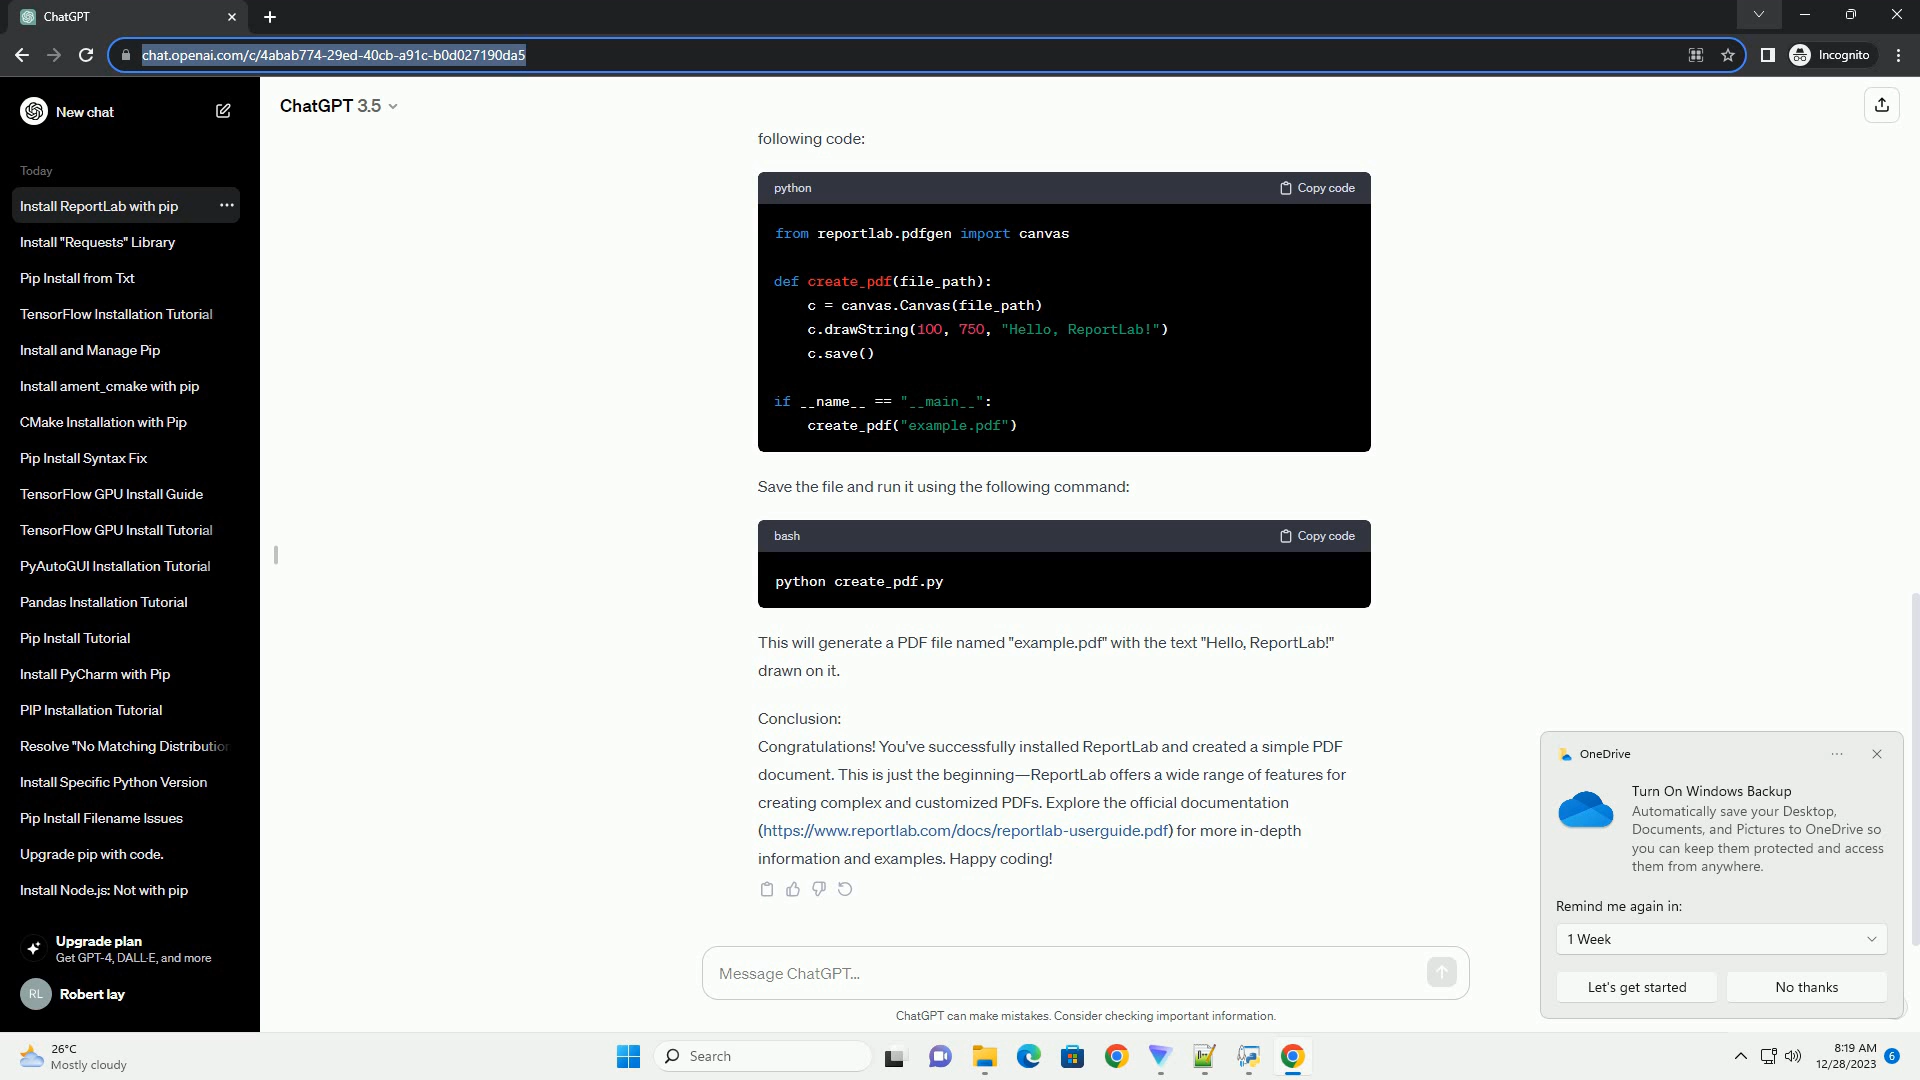 ChatGPT
chat.openai.com/c/4abab774-29ed-40cb-a91c-b0d027190da5
Incognito
New chat
Today
Install ReportLab with pip
Install "Requests" Library
Pip Install from Txt
TensorFlow Installation Tutorial
Install and Manage Pip
Install ament_cmake with pip
CMake Installation with Pip
Pip Install Syntax Fix
TensorFlow GPU Install Guide
TensorFlow GPU Install Tutorial
PyAutoGUI Installation Tutorial
Pandas Installation Tutorial
Pip Install Tutorial
Install PyCharm with Pip
PIP Installation Tutorial
Resolve "No Matching Distribution
Install Specific Python Version
Pip Install Filename Issues
Upgrade pip with code.
Install Node.js: Not with pip
Upgrade plan
Get GPT-4, DALL·E, and more
RL
Robert lay
ChatGPT 3.5
following code:
python
Copy code
from reportlab.pdfgen import canvas
def create_pdf(file_path):
c = canvas.Canvas(file_path)
c.drawString(100, 750, "Hello, ReportLab!")
c.save()
if __name__ == "__main__":
create_pdf("example.pdf")
Save the file and run it using the following command:
bash
Copy code
python create_pdf.py
This will generate a PDF file named "example.pdf" with the text "Hello, ReportLab!"
drawn on it.
Conclusion:
Congratulations! You've successfully installed ReportLab and created a simple PDF
document. This is just the beginning—ReportLab offers a wide range of features for
creating complex and customized PDFs. Explore the official documentation
(https://www.reportlab.com/docs/reportlab-userguide.pdf) for more in-depth
information and examples. Happy coding!
Message ChatGPT...
ChatGPT can make mistakes. Consider checking important information.
OneDrive
Turn On Windows Backup
Automatically save your Desktop,
Documents, and Pictures to OneDrive so
you can keep them protected and access
them from anywhere.
Remind me again in:
1 Week
Let's get started
No thanks
26°C
Mostly cloudy
Search
8:19 AM
12/28/2023
6